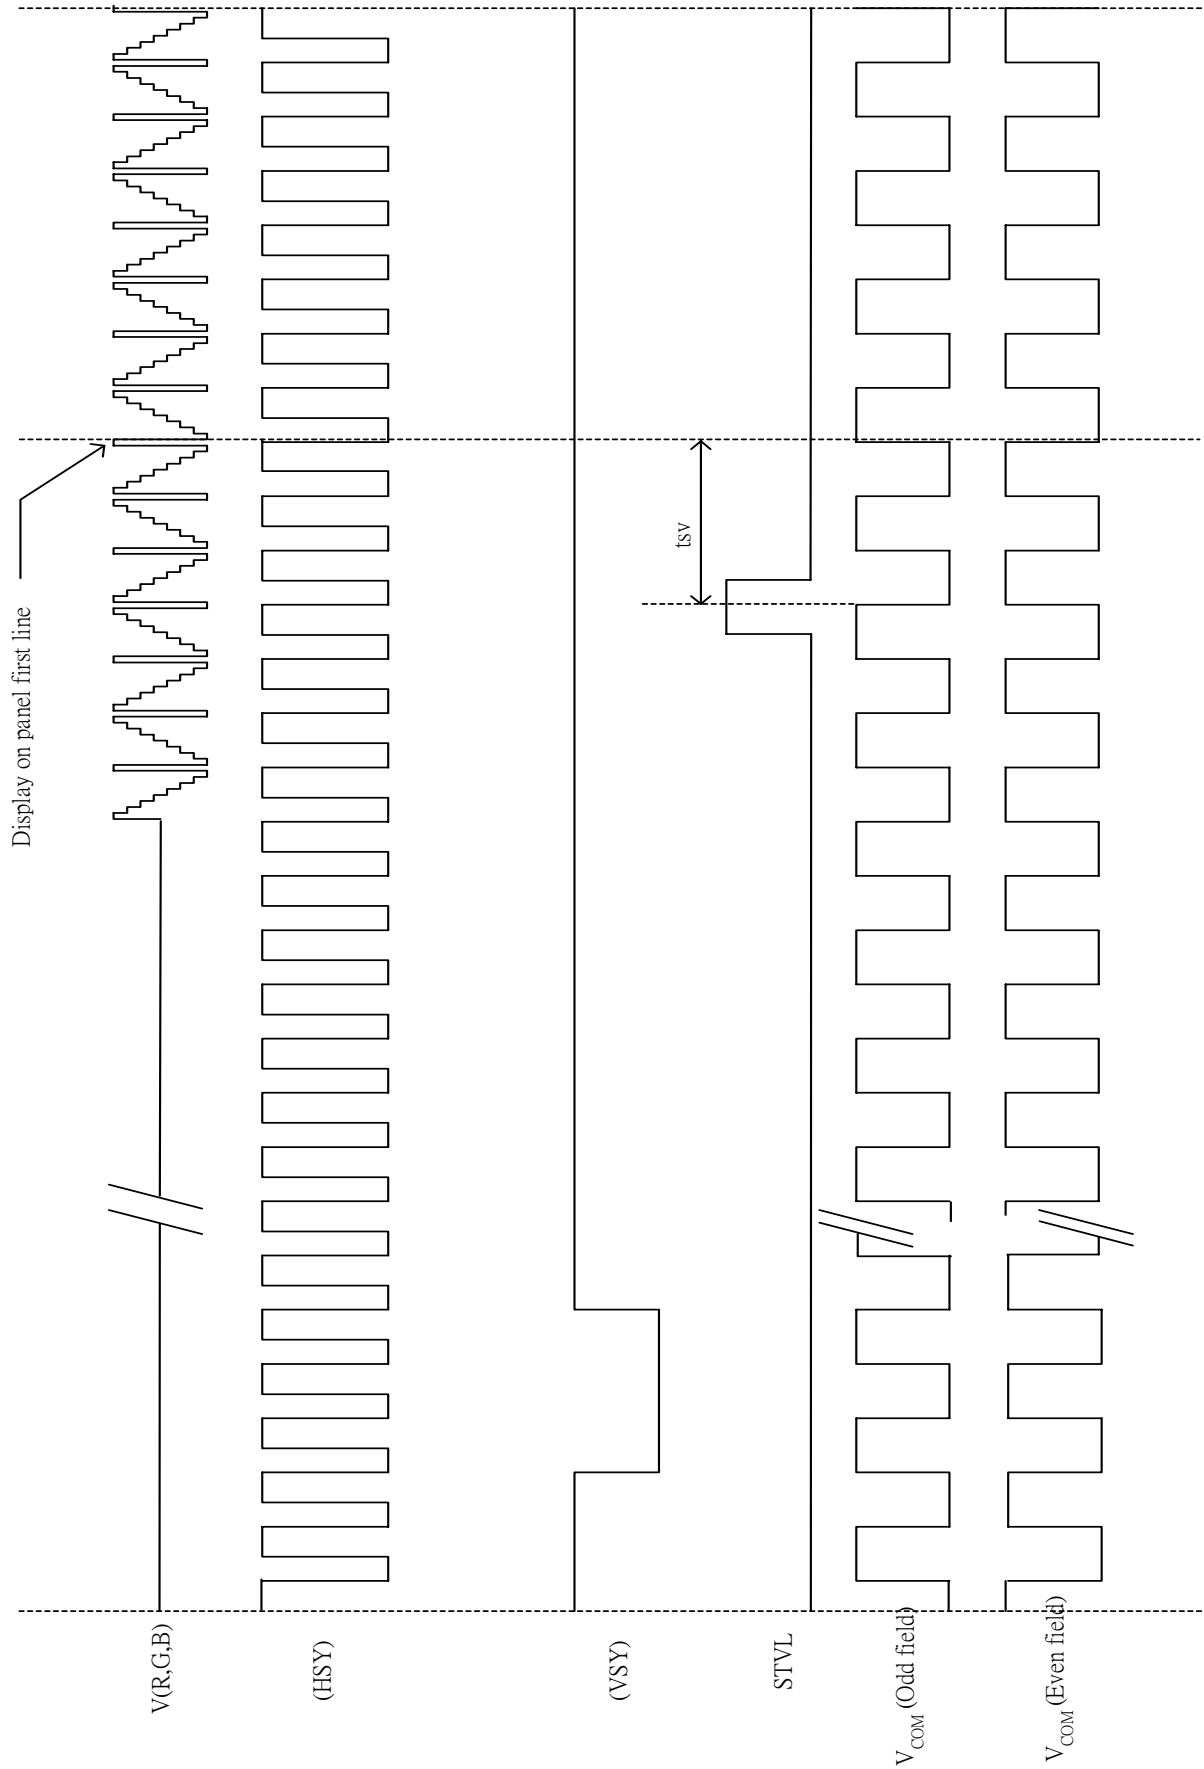 Display on panel first line
tsv
V(R,G,B)
(HSY)
(VSY)
STVL
VCOM (Odd field)
VCOM (Even field)